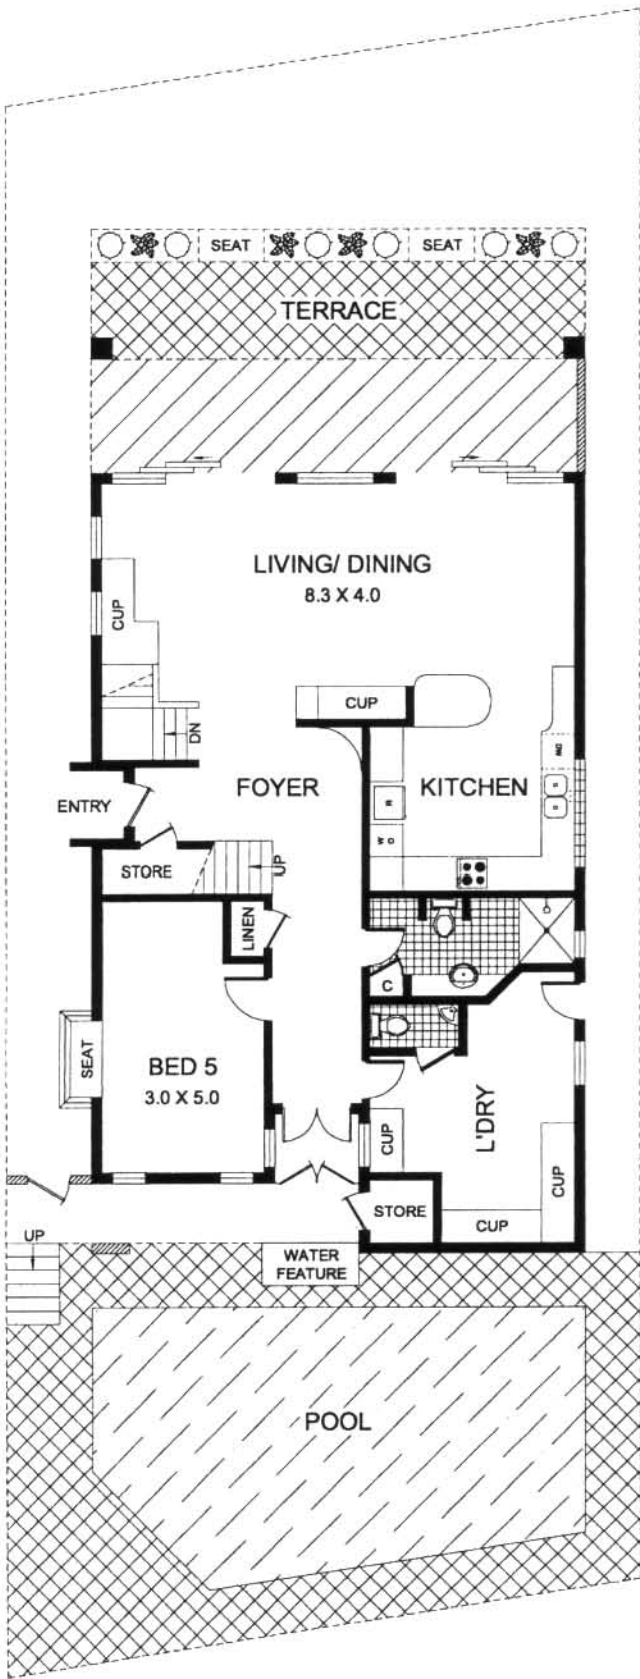 SEAT SEAT
TERRACE
LIVING/ DINING
8.3 X 4.0
CUP
CUP
DN
ENTRY
FOYER
KITCHEN
R
STORE
UP
LINEN
C
BED 5
3.0 X 5.0
SEAT
L'DRY
CUP
CUP
CUP
STORE
UP
WATER
FEATURE
POOL